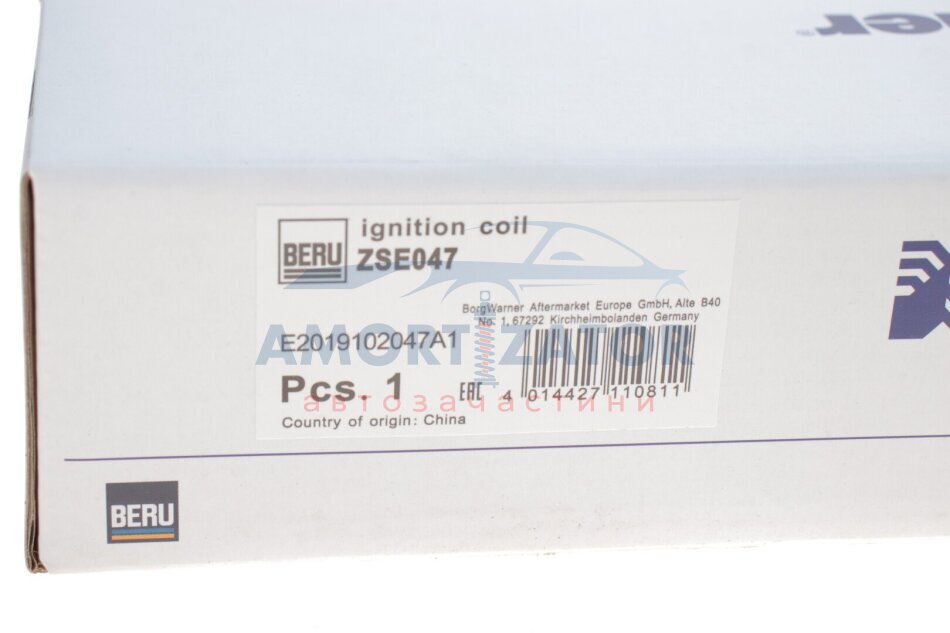 BERU
ignition coil
ZSE047
BorgWarner Aftermarket Europe GmbH, Alte B40
No. 1, 67292 Kirchheimbolanden Germany
E2019102047A1
AMORTIZATOR
Pcs. 1
EAC
4 014427 110811
автозапчастини
Country of origin: China
BERU